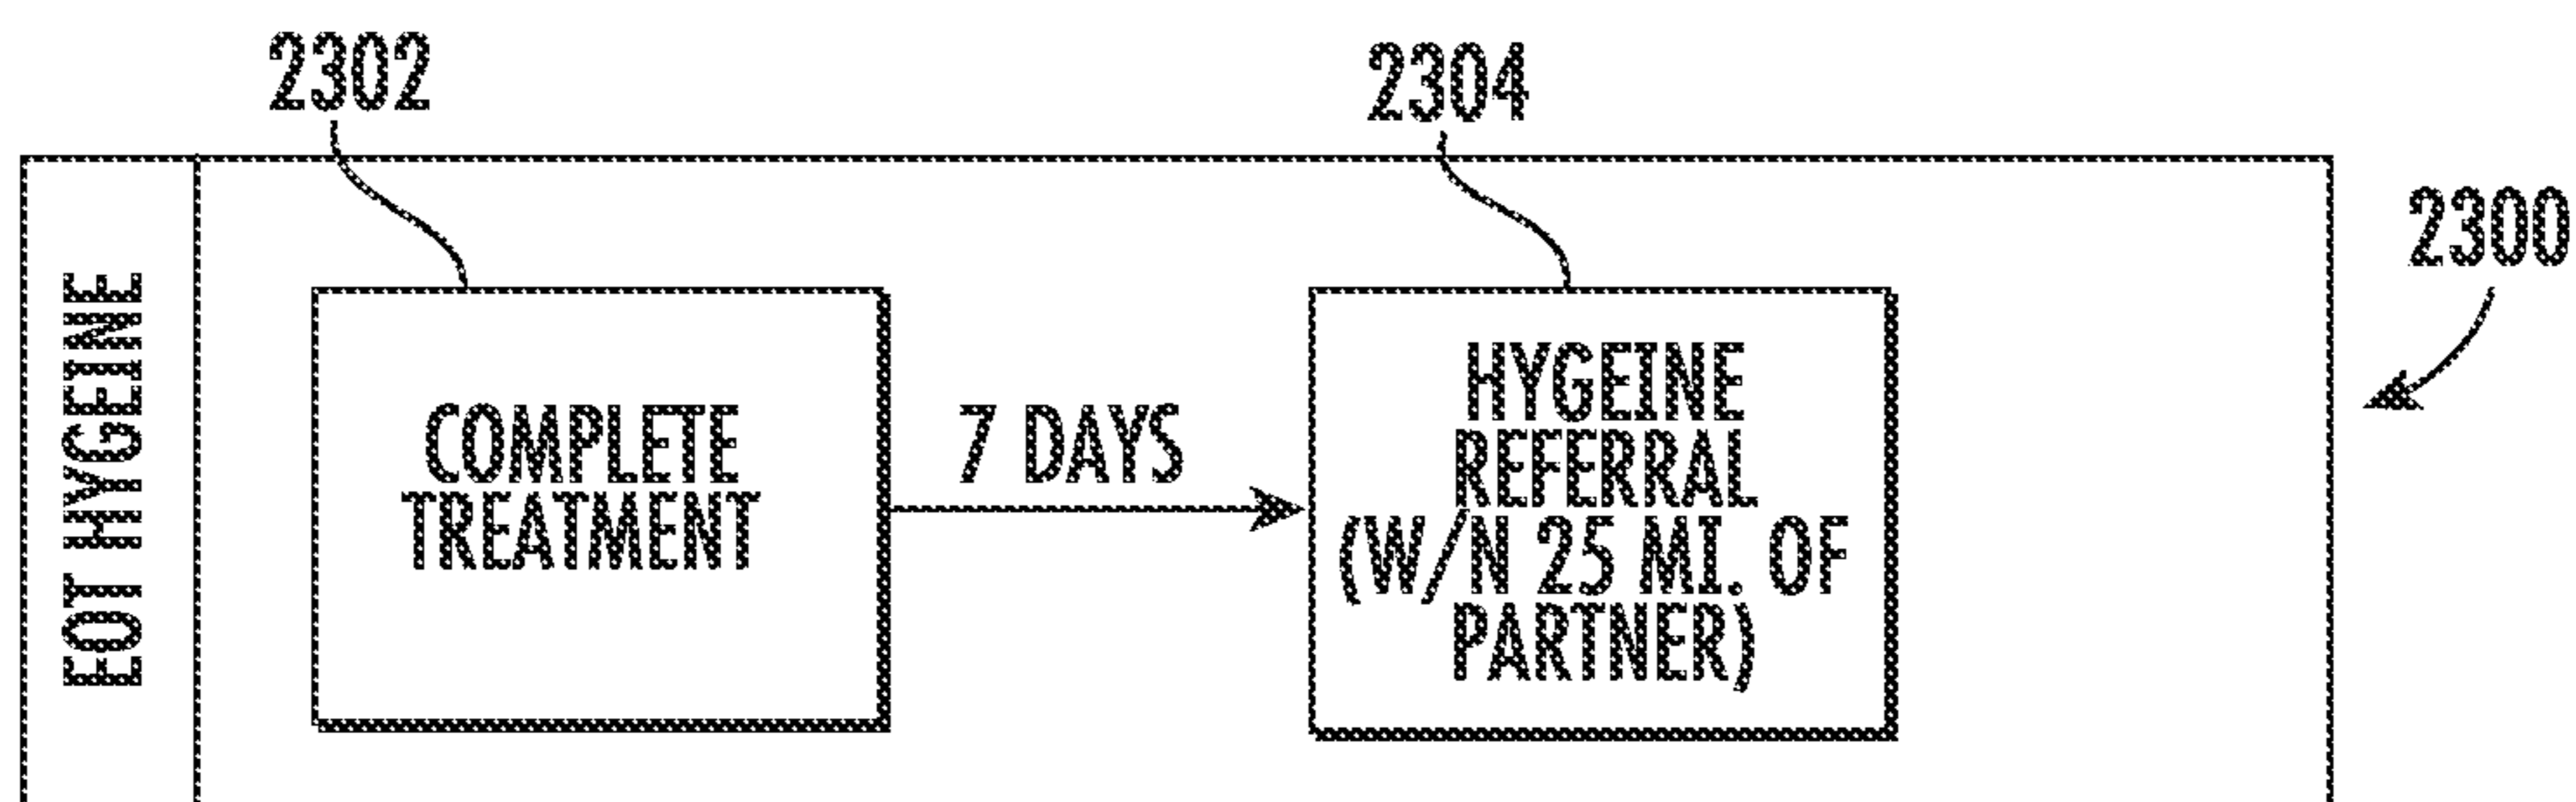 2302
2304
2300
EOT HYGEINE
COMPLETE
TREATMENT
7 DAYS
HYGEINE
REFERRAL
(W/N 25 MI. OF
PARTNER)